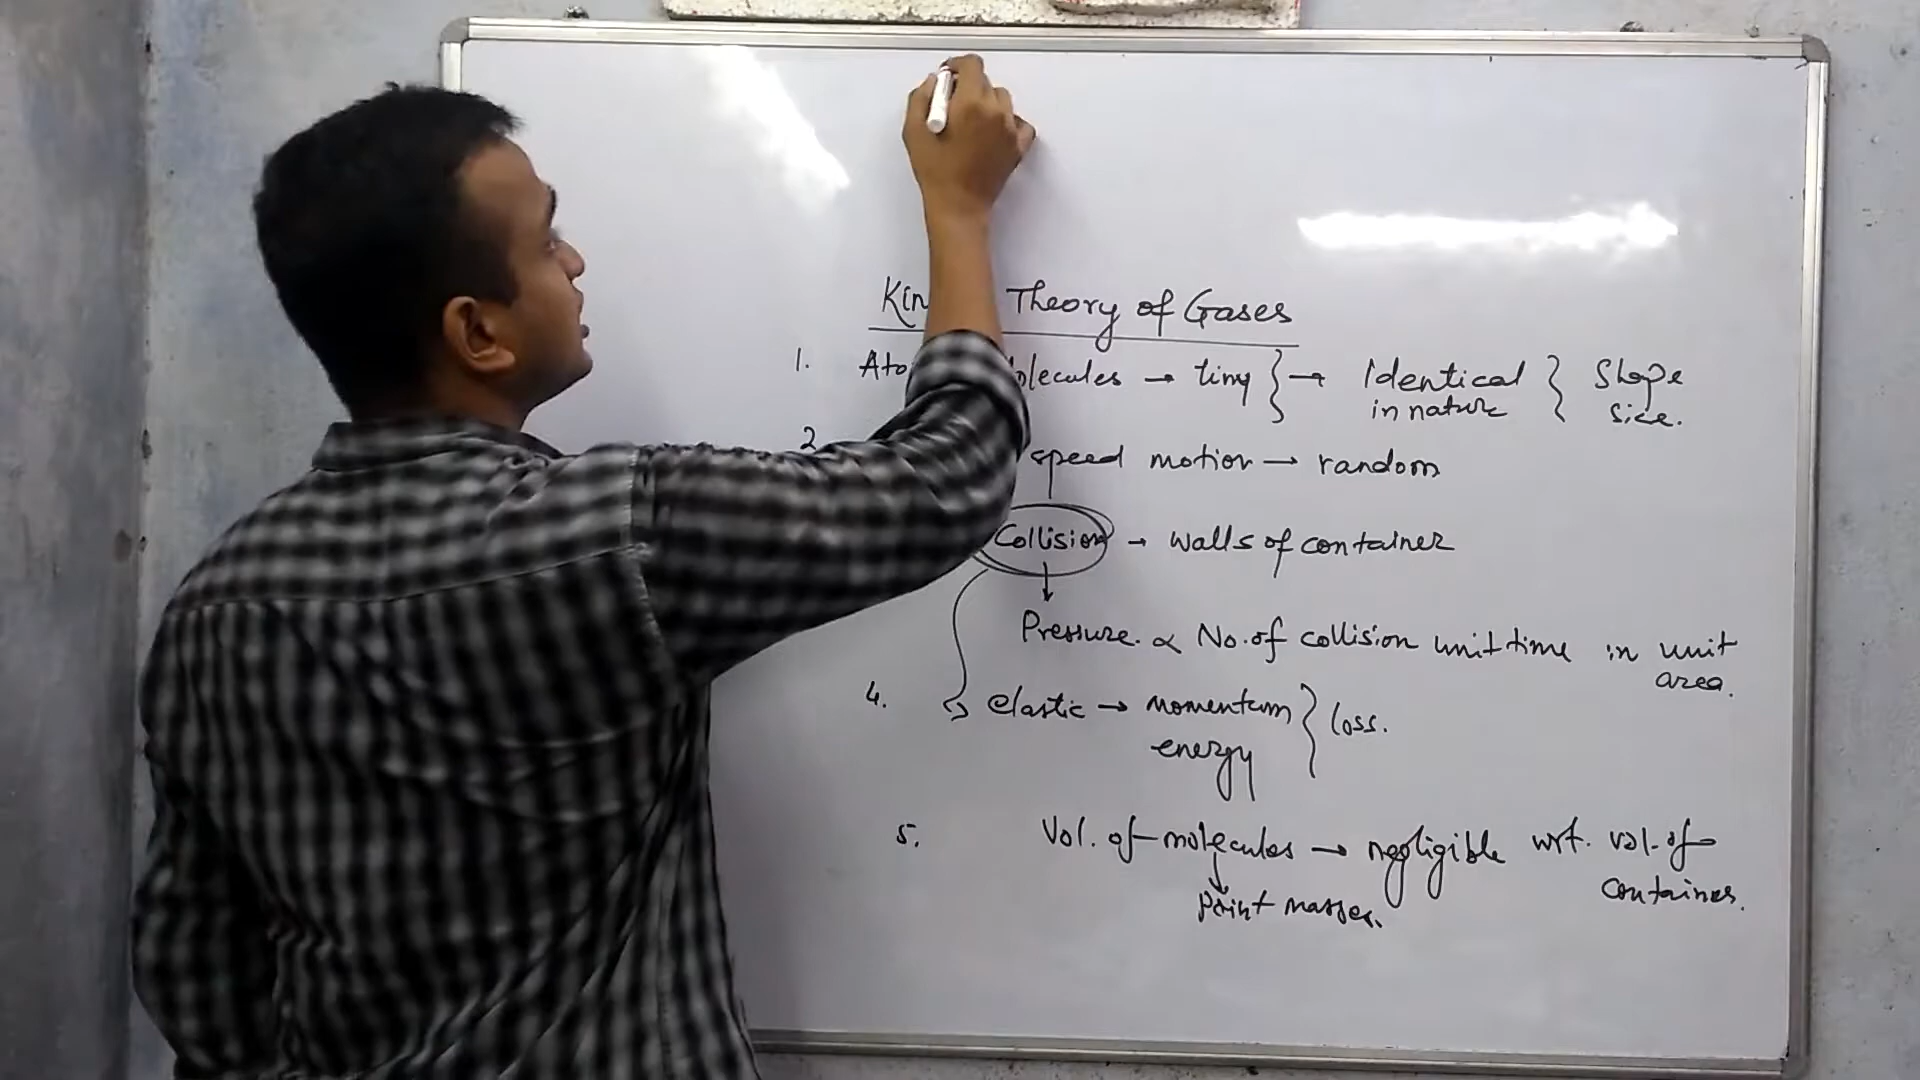 Kin Theory of Gases
1. Ato olecules → tiny } → Identical } Shape
in nature size.
2 speed motion → random
Collision → walls of container
Pressure. ∝ No. of collision unit time in unit
area.
4. elastic → momentum } loss.
energy
5. Vol. of molecules → negligible wrt. vol. of
container.
Point masses.